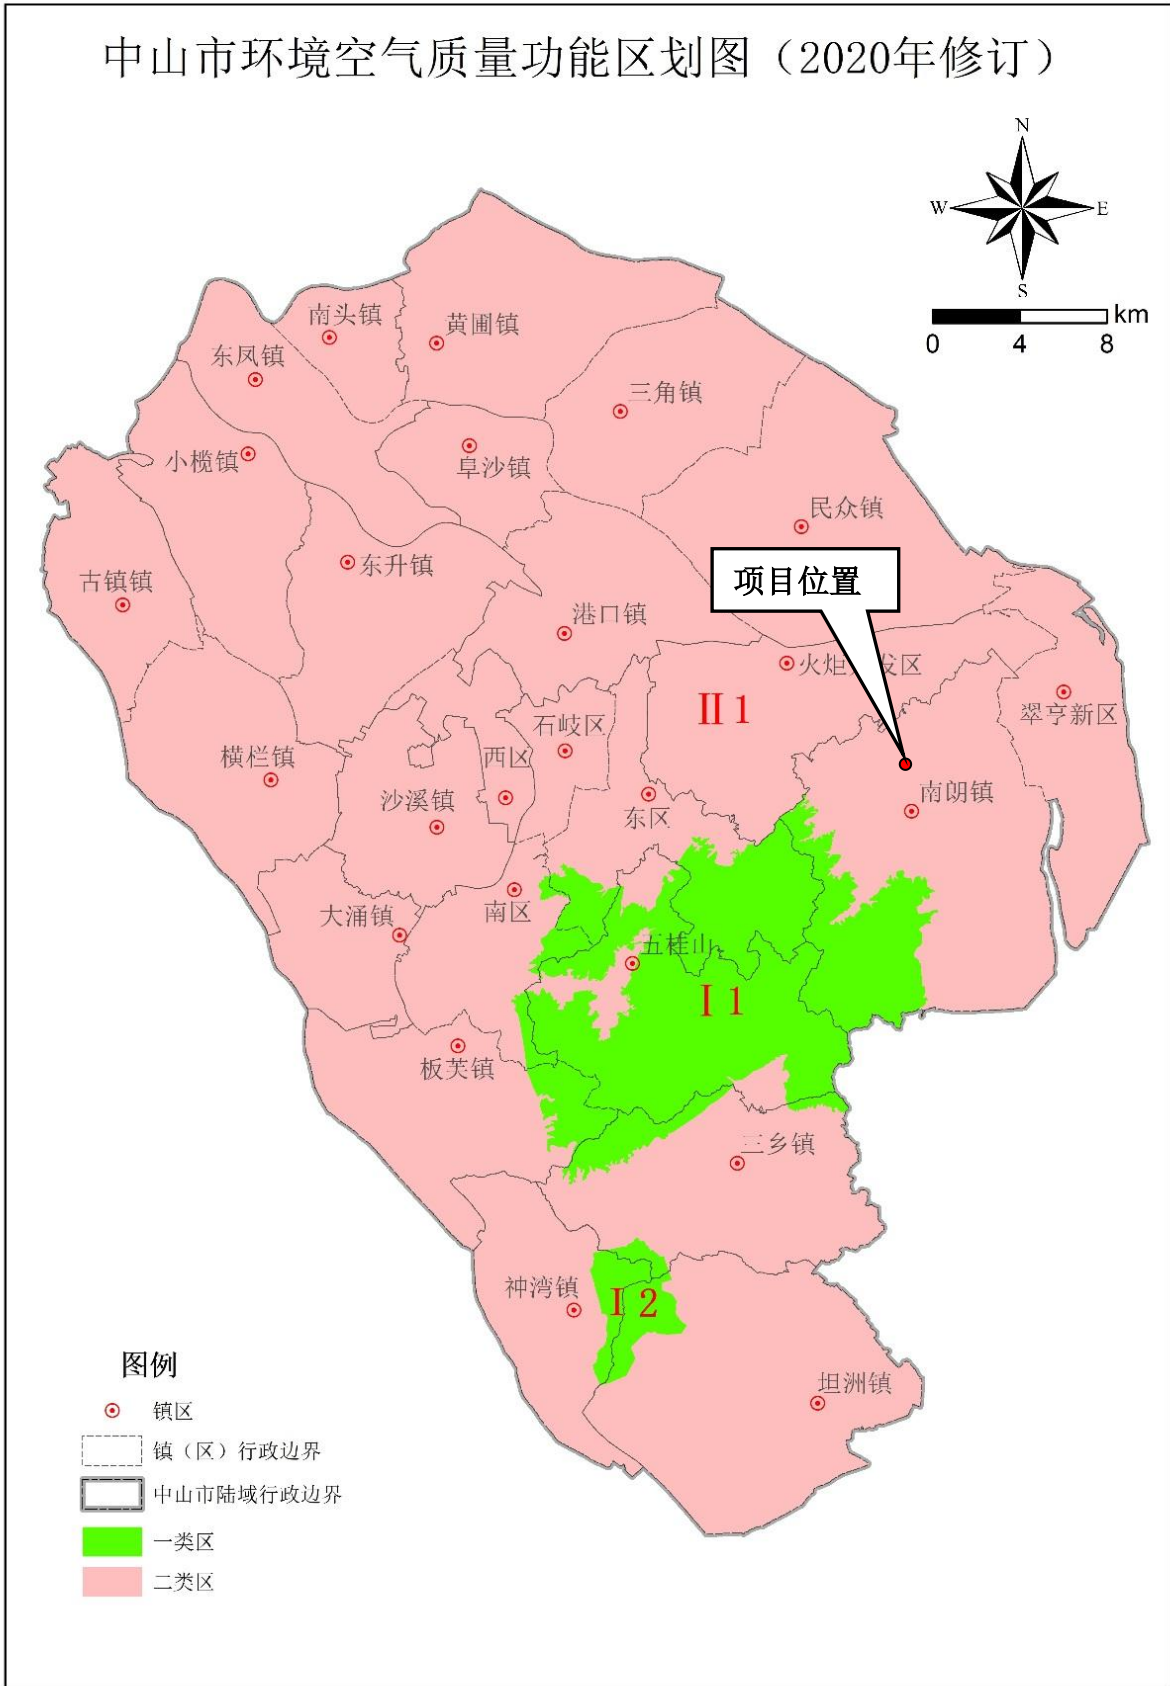 中山市环境空气质量功能区划图（2020年修订）
N
W
E
S
km
0 4 8
南头镇
黄圃镇
东凤镇
三角镇
小榄镇
阜沙镇
民众镇
东升镇
项目位置
古镇镇
港口镇
火炬
发区
II 1
翠亨新区
石岐区
西区
横栏镇
沙溪镇
东区
南朗镇
南区
大涌镇
五桂山
I 1
板芙镇
三乡镇
神湾镇
I 2
坦洲镇
图例
镇区
镇（区）行政边界
中山市陆域行政边界
一类区
二类区